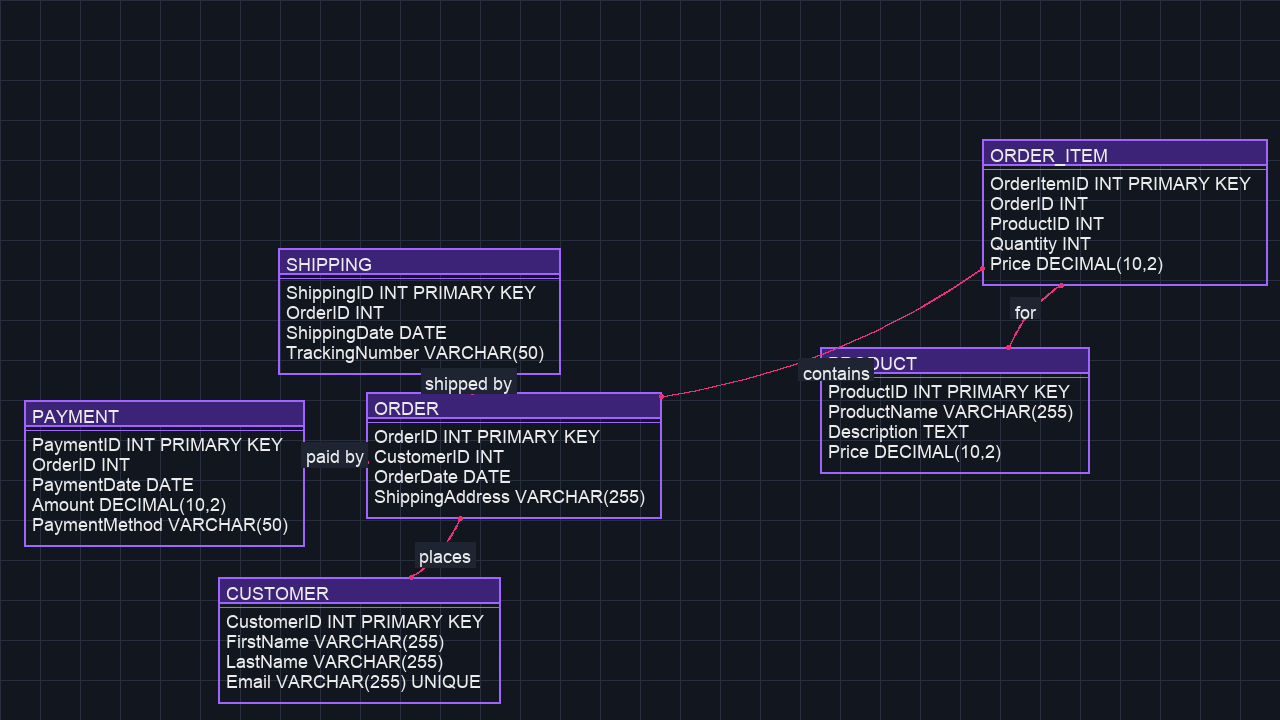 ORDER_ITEM
OrderItemID INT PRIMARY KEY
OrderID INT
ProductID INT
Quantity INT
Price DECIMAL(10,2)
for
SHIPPING
ShippingID INT PRIMARY KEY
OrderID INT
ShippingDate DATE
TrackingNumber VARCHAR(50)
shipped by
contains
PRODUCT
ProductID INT PRIMARY KEY
ProductName VARCHAR(255)
Description TEXT
Price DECIMAL(10,2)
PAYMENT
PaymentID INT PRIMARY KEY
OrderID INT
PaymentDate DATE
Amount DECIMAL(10,2)
PaymentMethod VARCHAR(50)
paid by
ORDER
OrderID INT PRIMARY KEY
CustomerID INT
OrderDate DATE
ShippingAddress VARCHAR(255)
places
CUSTOMER
CustomerID INT PRIMARY KEY
FirstName VARCHAR(255)
LastName VARCHAR(255)
Email VARCHAR(255) UNIQUE